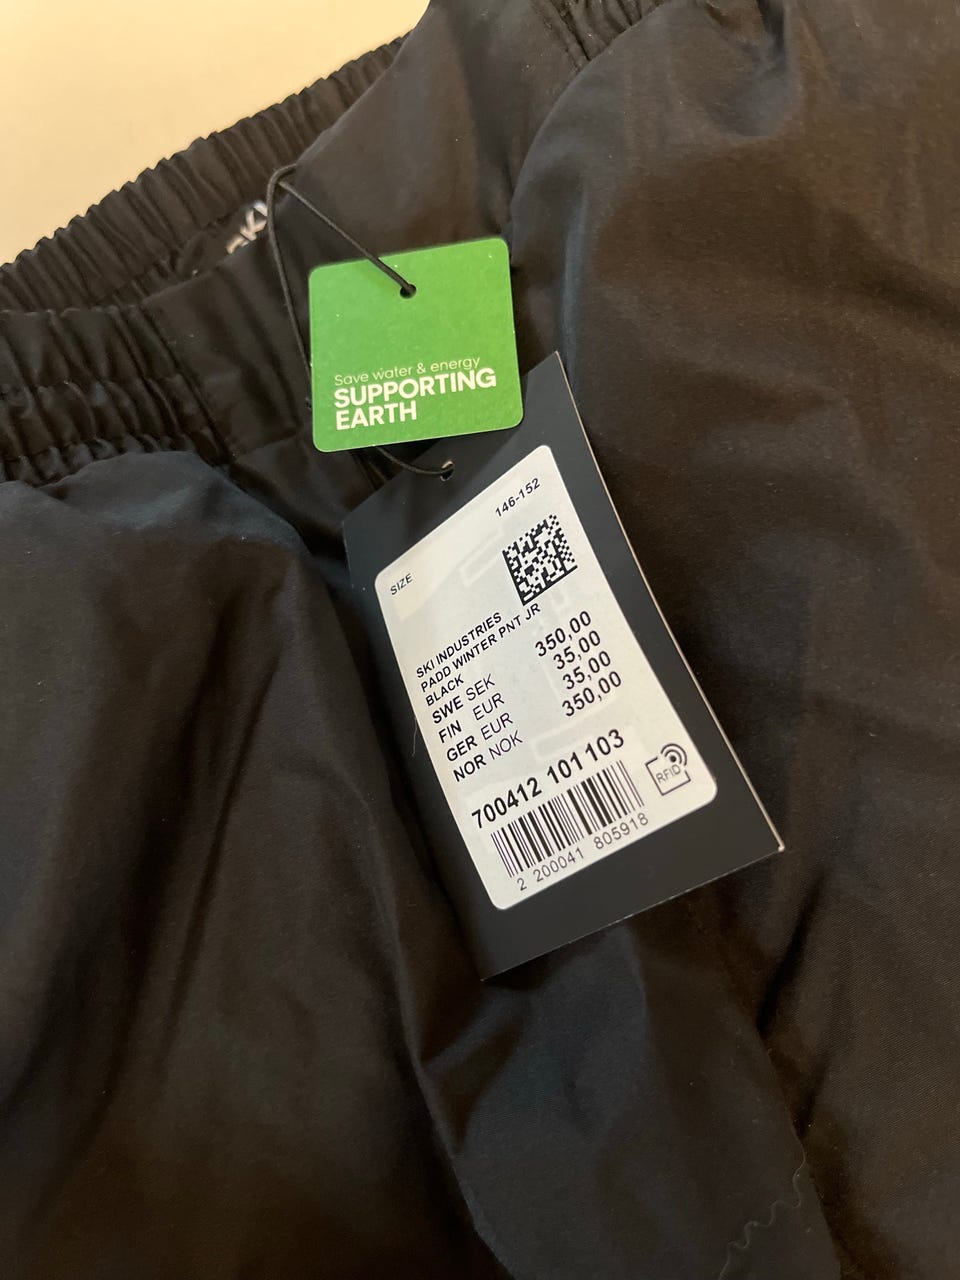 SKI
Save water & energy
SUPPORTING
EARTH
SIZE 146-152
SKI INDUSTRIES
PADD WINTER PNT JR
BLACK
SWE SEK 350,00
FIN EUR 35,00
GER EUR 35,00
NOR NOK 350,00
700412 101 103
2 200041 805918
RFID